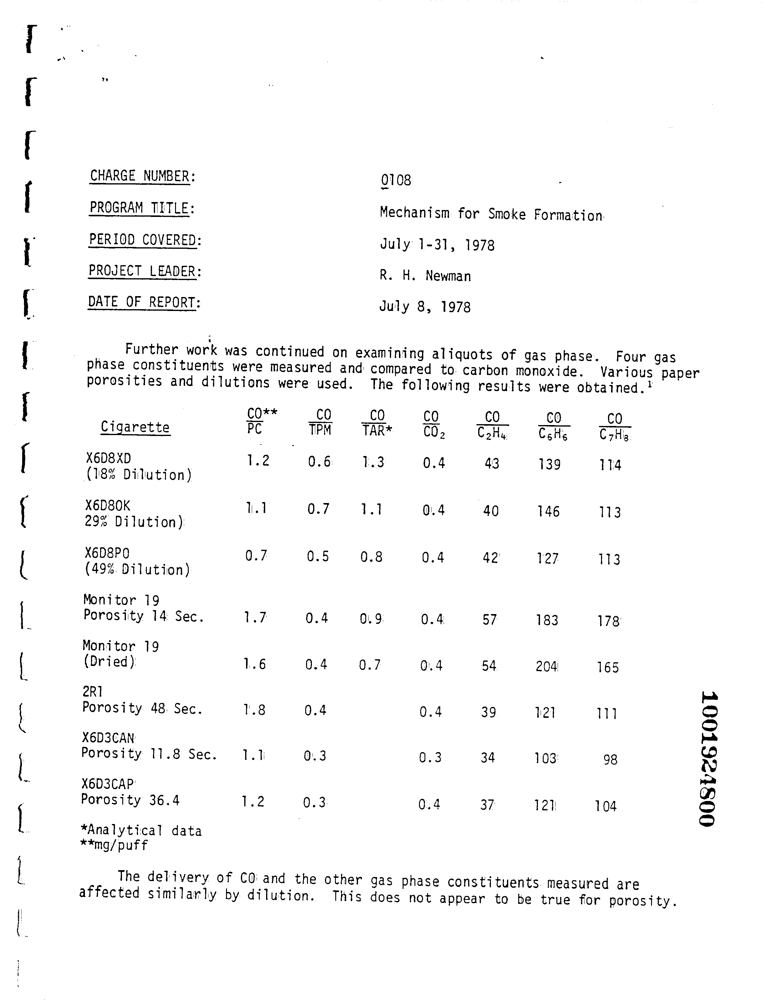 CHARGE NUMBER: 0108
PROGRAM TITLE: Mechanism for Smoke Formation
PERIOD COVERED: July 1-31, 1978
PROJECT LEADER: R. H. Newman
DATE OF REPORT: July 8, 1978
Further work was continued on examining aliquots of gas phase. Four gas
phase constituents were measured and compared to carbon monoxide. Various paper
porosities and dilutions were used. The following results were obtained.¹
Cigarette CO**/PC CO/TPM CO/TAR* CO/CO₂ CO/C₂H₄ CO/C₆H₆ CO/C₇H₈
X6D8XD
(18% Dilution) 1.2 0.6 1.3 0.4 43 139 114
X6D8OK
29% Dilution) 1.1 0.7 1.1 0.4 40 146 113
X6D8PO
(49% Dilution) 0.7 0.5 0.8 0.4 42 127 113
Monitor 19
Porosity 14 Sec. 1.7 0.4 0.9 0.4 57 183 178
Monitor 19
(Dried) 1.6 0.4 0.7 0.4 54 204 165
2R1
Porosity 48 Sec. 1.8 0.4 0.4 39 121 111
X6D3CAN
Porosity 11.8 Sec. 1.1 0.3 0.3 34 103 98
X6D3CAP
Porosity 36.4 1.2 0.3 0.4 37 121 104
*Analytical data
**mg/puff
The delivery of CO and the other gas phase constituents measured are
affected similarly by dilution. This does not appear to be true for porosity.
1001924800